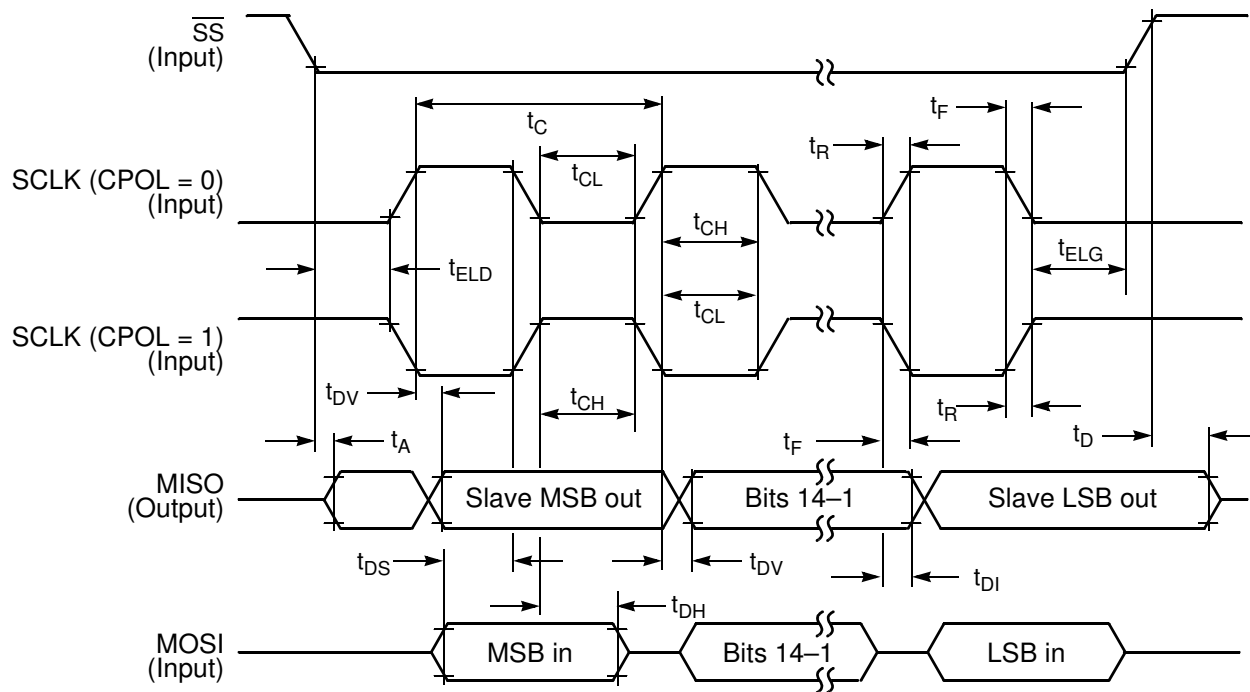 SS
(Input)
t_C
t_F
t_R
SCLK (CPOL = 0)
(Input)
t_CL
t_CH
t_ELD
t_ELG
t_CL
SCLK (CPOL = 1)
(Input)
t_DV
t_CH
t_R
t_A
t_F
t_D
MISO
(Output)
Slave MSB out
Bits 14–1
Slave LSB out
t_DS
t_DV
t_DI
t_DH
MOSI
(Input)
MSB in
Bits 14–1
LSB in